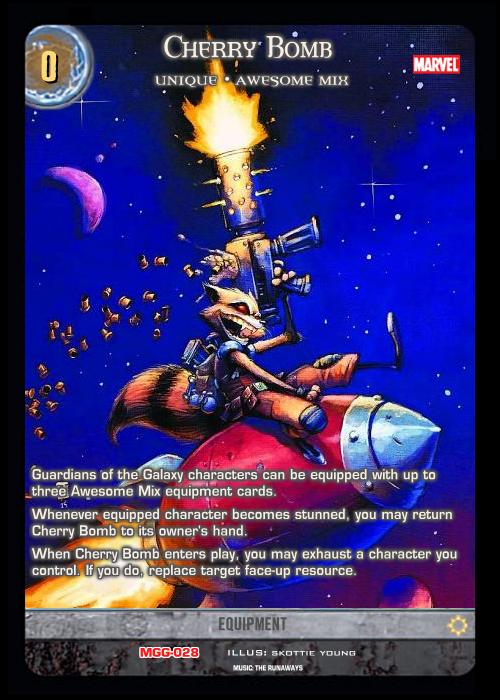 0
CHERRY BOMB
UNIQUE • AWESOME MIX
MARVEL
Guardians of the Galaxy characters can be equipped with up to
three Awesome Mix equipment cards.
Whenever equipped character becomes stunned, you may return
Cherry Bomb to its owner's hand.
When Cherry Bomb enters play, you may exhaust a character you
control. If you do, replace target face-up resource.
EQUIPMENT
MGG-028
ILLUS: SKOTTIE YOUNG
MUSIC: THE RUNAWAYS